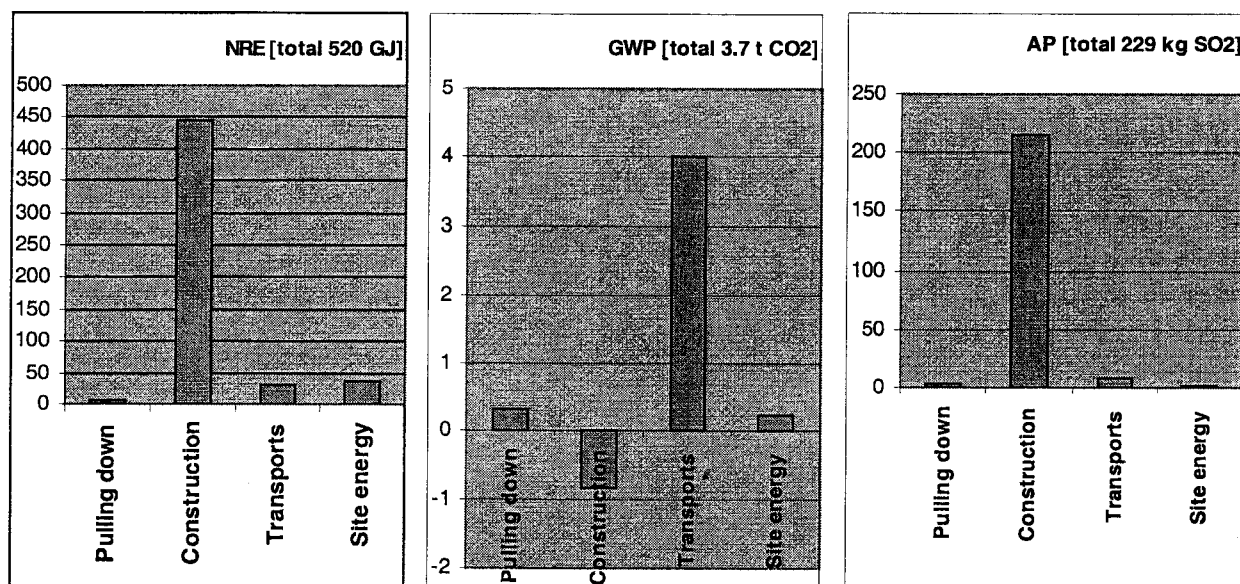 NRE [total 520 GJ]
500
450
400
350
300
250
200
150
100
50
0
Pulling down
Construction
Transports
Site energy
GWP [total 3.7 t CO2]
5
4
3
2
1
0
-1
-2
Pulling down
Construction
Transports
Site energy
AP [total 229 kg SO2]
250
200
150
100
50
0
Pulling down
Construction
Transports
Site energy